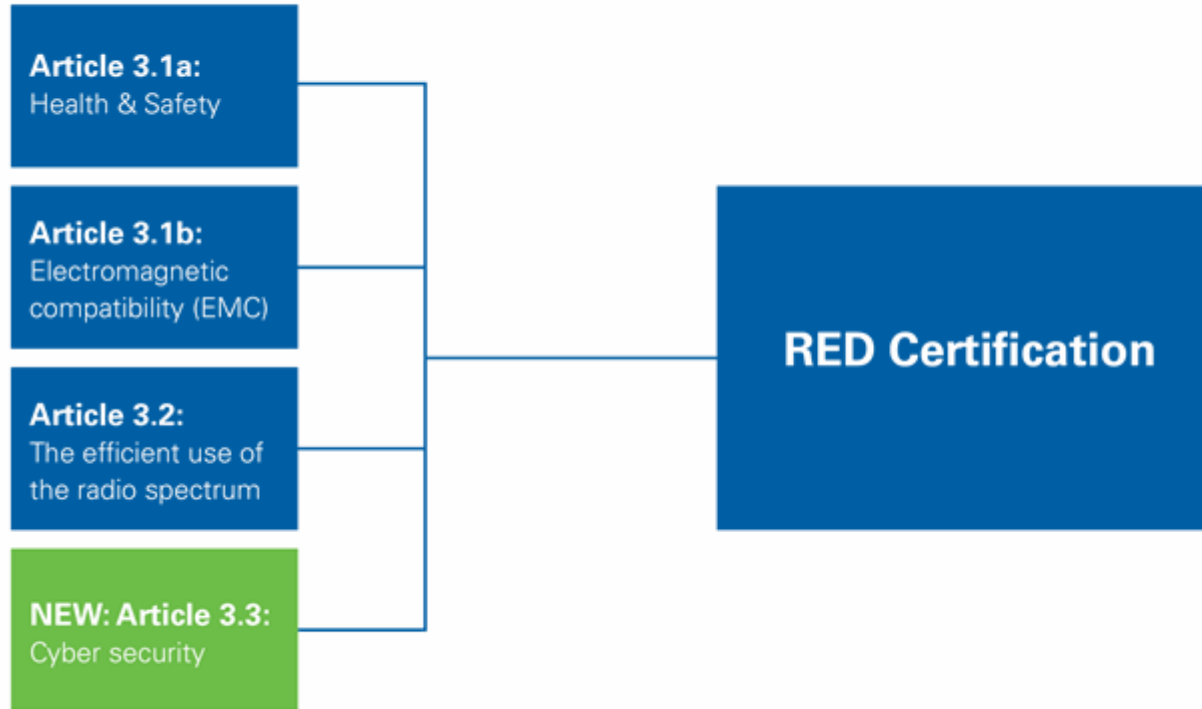 Article 3.1a:
Health & Safety
Article 3.1b:
Electromagnetic
compatibility (EMC)
Article 3.2:
The efficient use of
the radio spectrum
NEW: Article 3.3:
Cyber security
RED Certification